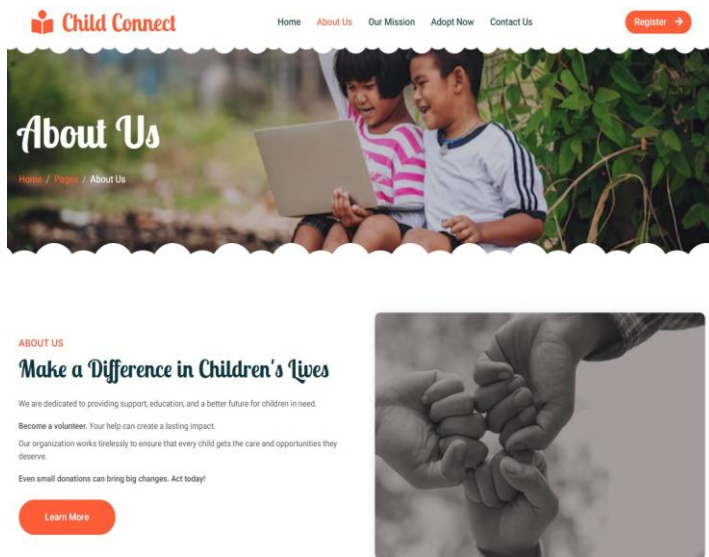 Child Connect
Home About Us Our Mission Adopt Now Contact Us Register
About Us
Home / Pages / About Us
ABOUT US
Make a Difference in Children's Lives
We are dedicated to providing support, education, and a better future for children in need.
Become a volunteer. Your help can create a lasting impact.
Our organization works tirelessly to ensure that every child gets the care and opportunities they
deserve.
Even small donations can bring big changes. Act today!
Learn More